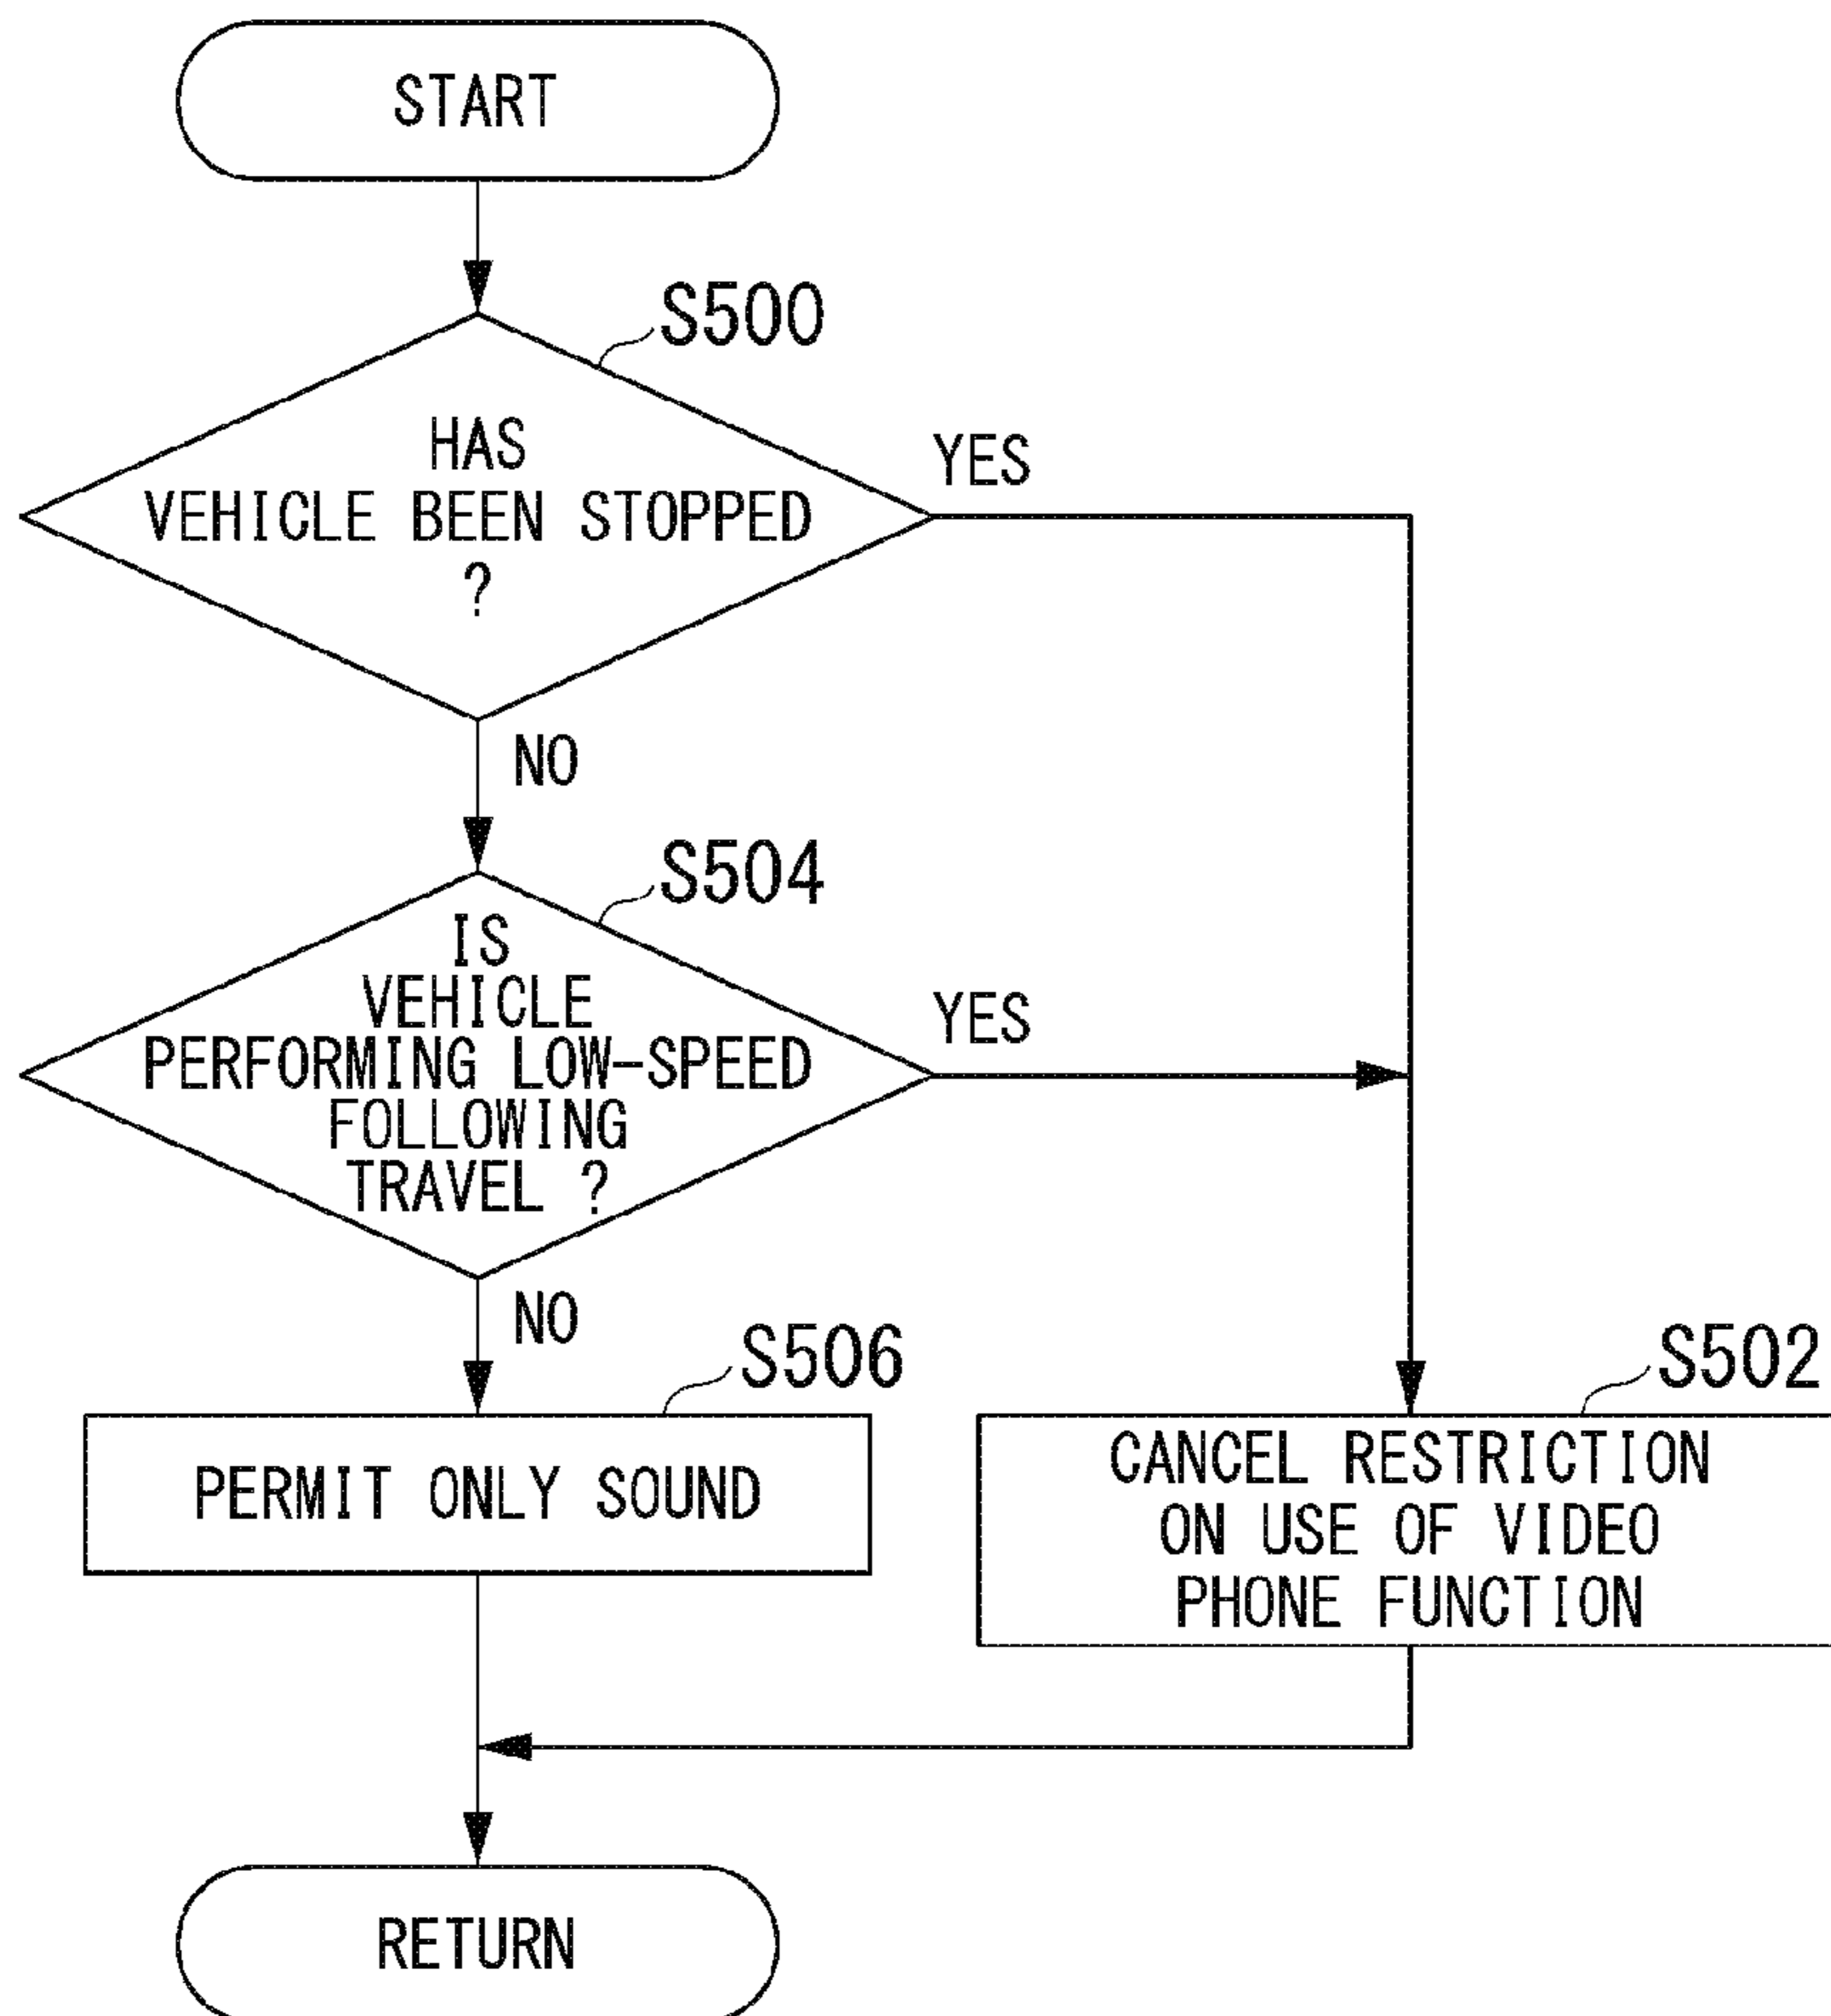 START
S500
HAS
VEHICLE BEEN STOPPED
?
YES
NO
S504
IS
VEHICLE
PERFORMING LOW-SPEED
FOLLOWING
TRAVEL ?
YES
NO
S506
PERMIT ONLY SOUND
S502
CANCEL RESTRICTION
ON USE OF VIDEO
PHONE FUNCTION
RETURN